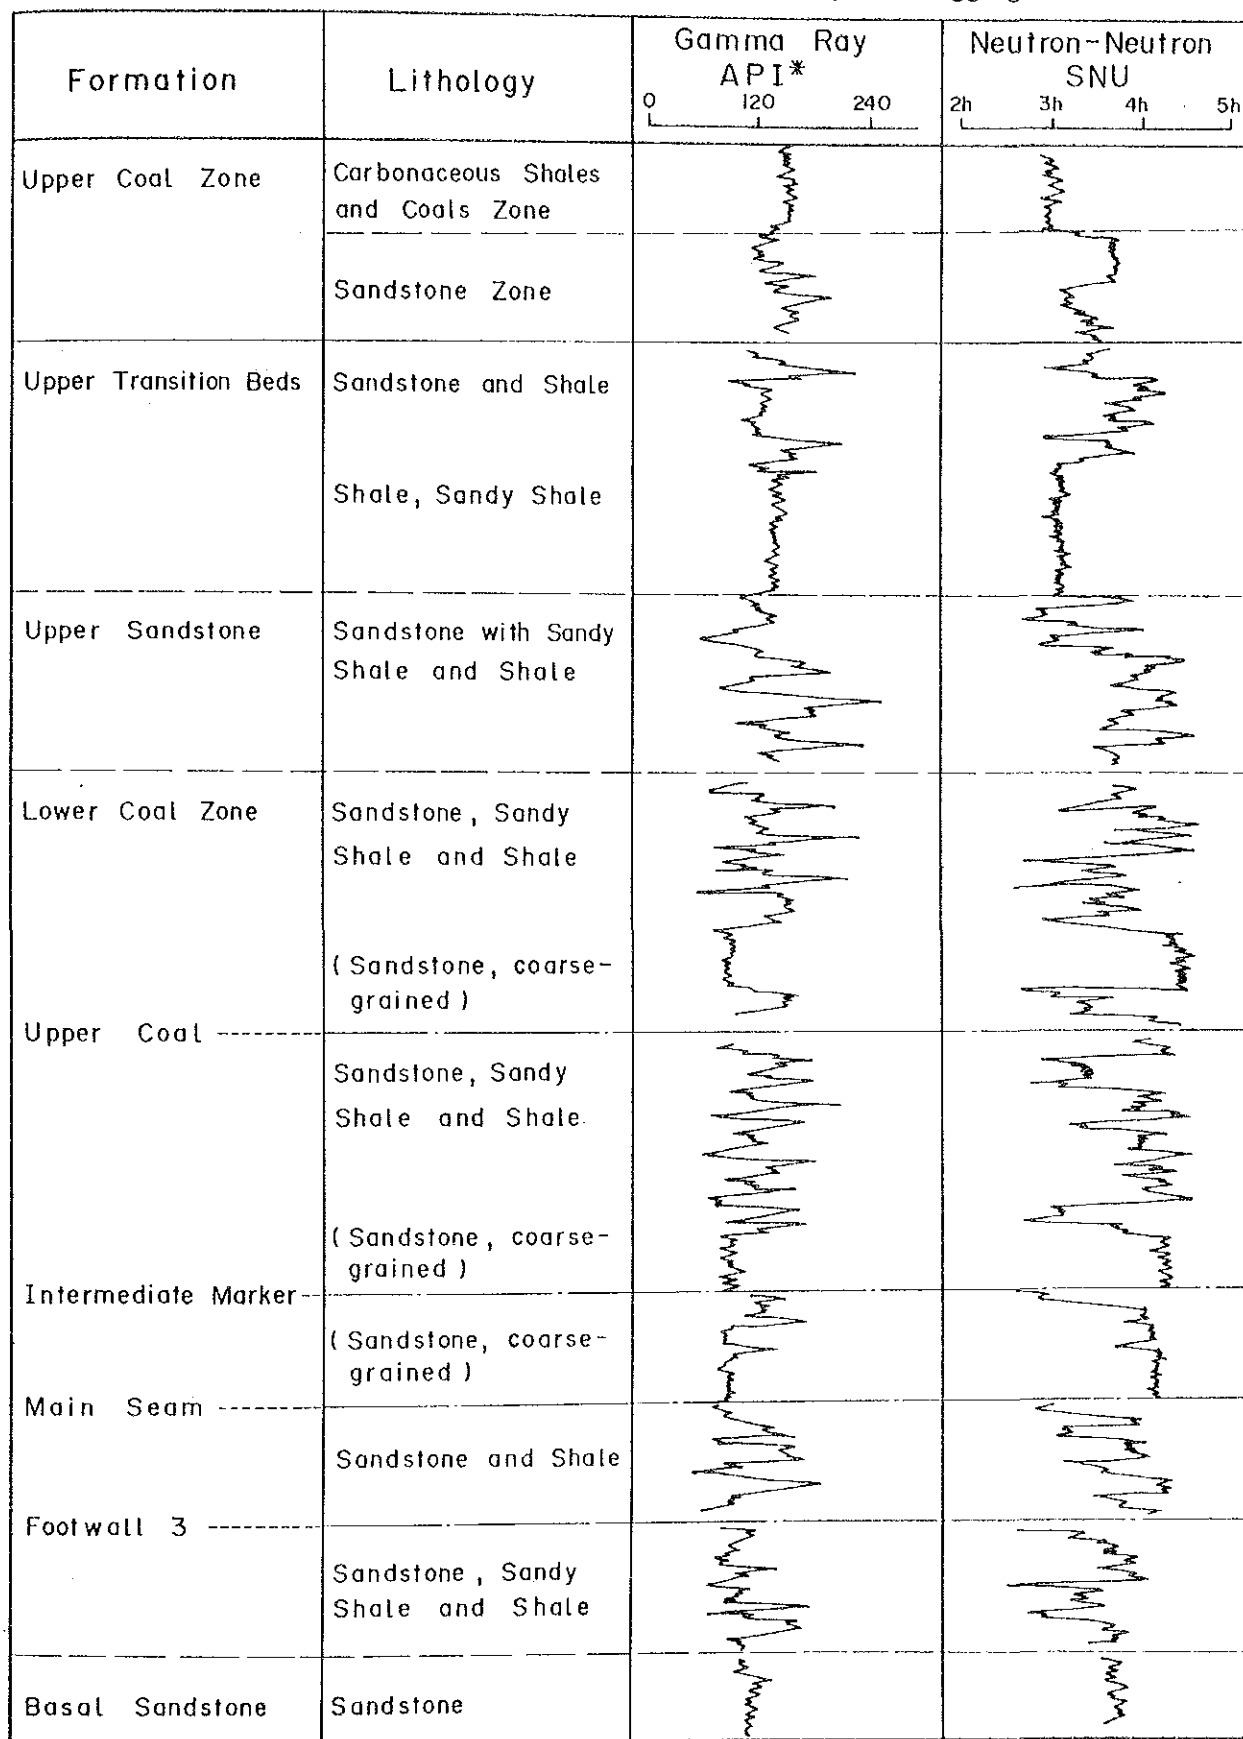 Formation
Lithology
Gamma Ray
API*
0 120 240
Neutron-Neutron
SNU
2h 3h 4h 5h
Upper Coal Zone
Carbonaceous Shales
and Coals Zone
Sandstone Zone
Upper Transition Beds
Sandstone and Shale
Shale, Sandy Shale
Upper Sandstone
Sandstone with Sandy
Shale and Shale
Lower Coal Zone
Sandstone, Sandy
Shale and Shale
(Sandstone, coarse-
grained)
Upper Coal
Sandstone, Sandy
Shale and Shale
(Sandstone, coarse-
grained)
Intermediate Marker
(Sandstone, coarse-
grained)
Main Seam
Sandstone and Shale
Footwall 3
Sandstone, Sandy
Shale and Shale
Basal Sandstone
Sandstone